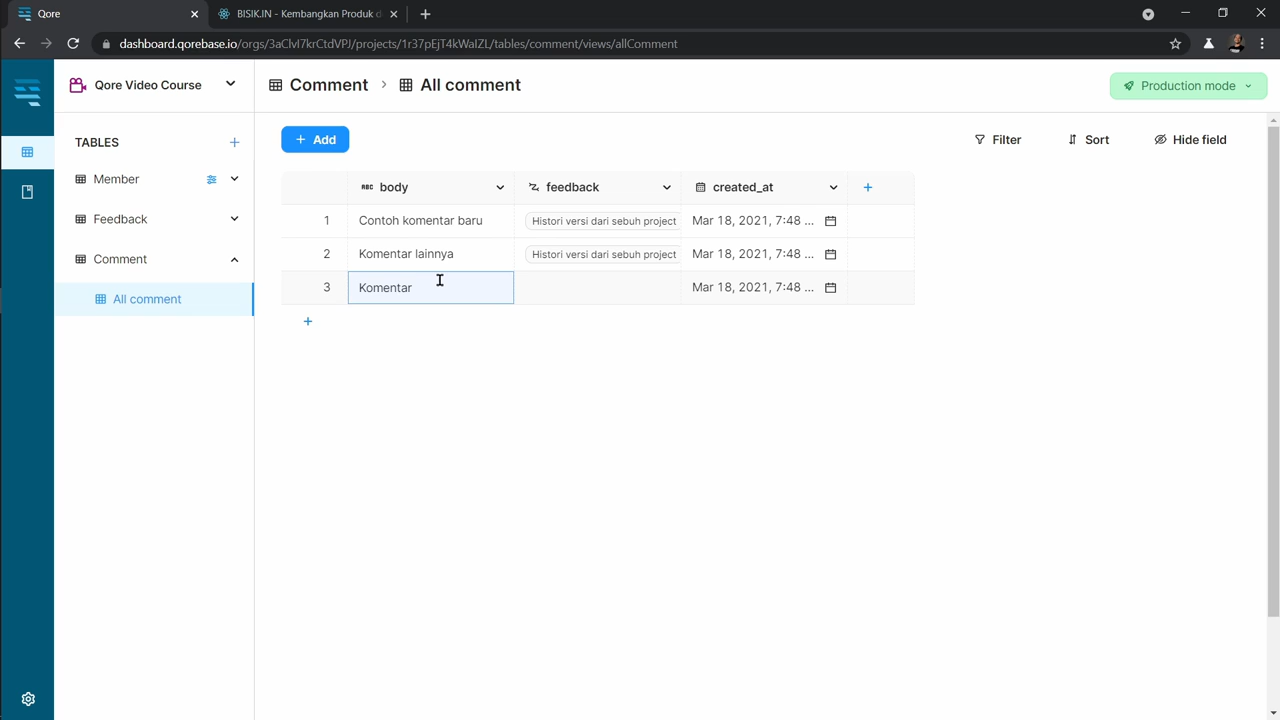 Qore
BISIK.IN - Kembangkan Produk d
dashboard.qorebase.io/orgs/3aClvI7krCtdVPJ/projects/1r37pEjT4kWaIZL/tables/comment/views/allComment
Qore Video Course
Comment > All comment
Production mode
TABLES
Member
Feedback
Comment
All comment
+ Add
Filter
Sort
Hide field
ABC body
feedback
created_at
1 Contoh komentar baru Histori versi dari sebuh project Mar 18, 2021, 7:48 ...
2 Komentar lainnya Histori versi dari sebuh project Mar 18, 2021, 7:48 ...
3 Komentar Mar 18, 2021, 7:48 ...